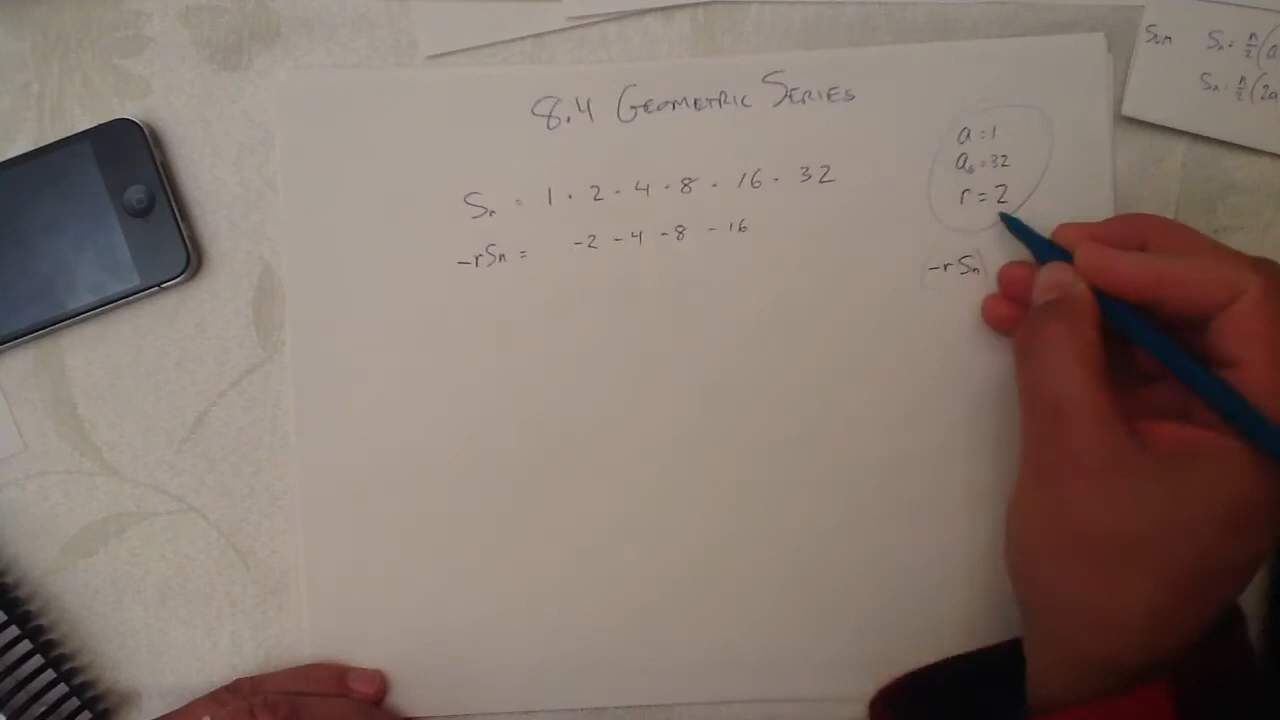 8.4 GEOMETRIC SERIES
Sₙ = 1 + 2 + 4 + 8 + 16 + 32
-rSₙ = -2 -4 -8 -16
a = 1
a₆ = 32
r = 2
-rSₙ
SUM Sₙ = n/2 (a
Sₙ = n/2 (2a